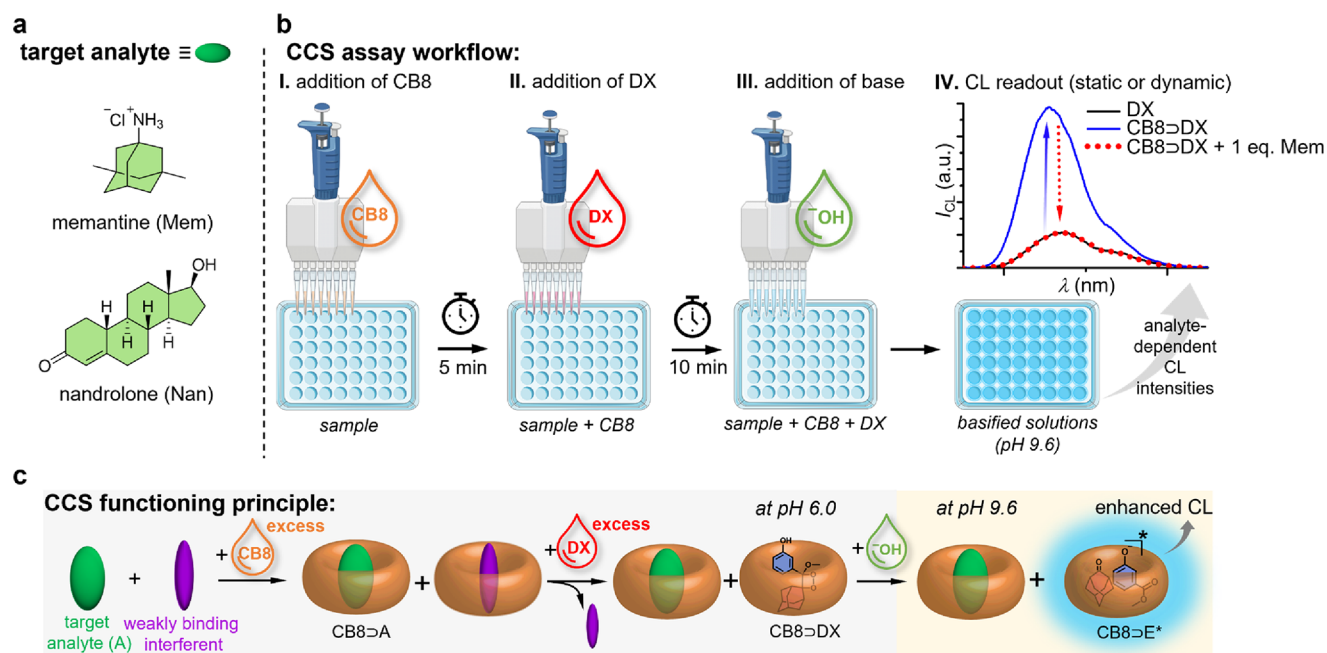 a
target analyte ≡
Cl⁻ ⁺NH₃
memantine (Mem)
OH
H
H
H
H
O
nandrolone (Nan)
b
CCS assay workflow:
I. addition of CB8
II. addition of DX
III. addition of base
IV. CL readout (static or dynamic)
CB8
DX
⁻OH
DX
CB8⊃DX
CB8⊃DX + 1 eq. Mem
I_CL (a.u.)
λ (nm)
5 min
10 min
analyte-
dependent
CL
intensities
sample
sample + CB8
sample + CB8 + DX
basified solutions
(pH 9.6)
c
CCS functioning principle:
at pH 6.0
at pH 9.6
enhanced CL
excess
excess
+
+ CB8
+
+ DX
+
+ ⁻OH
+
OH
O
O
O
O
O
O
O
*
target
analyte (A)
weakly binding
interferent
CB8⊃A
CB8⊃DX
CB8⊃E*